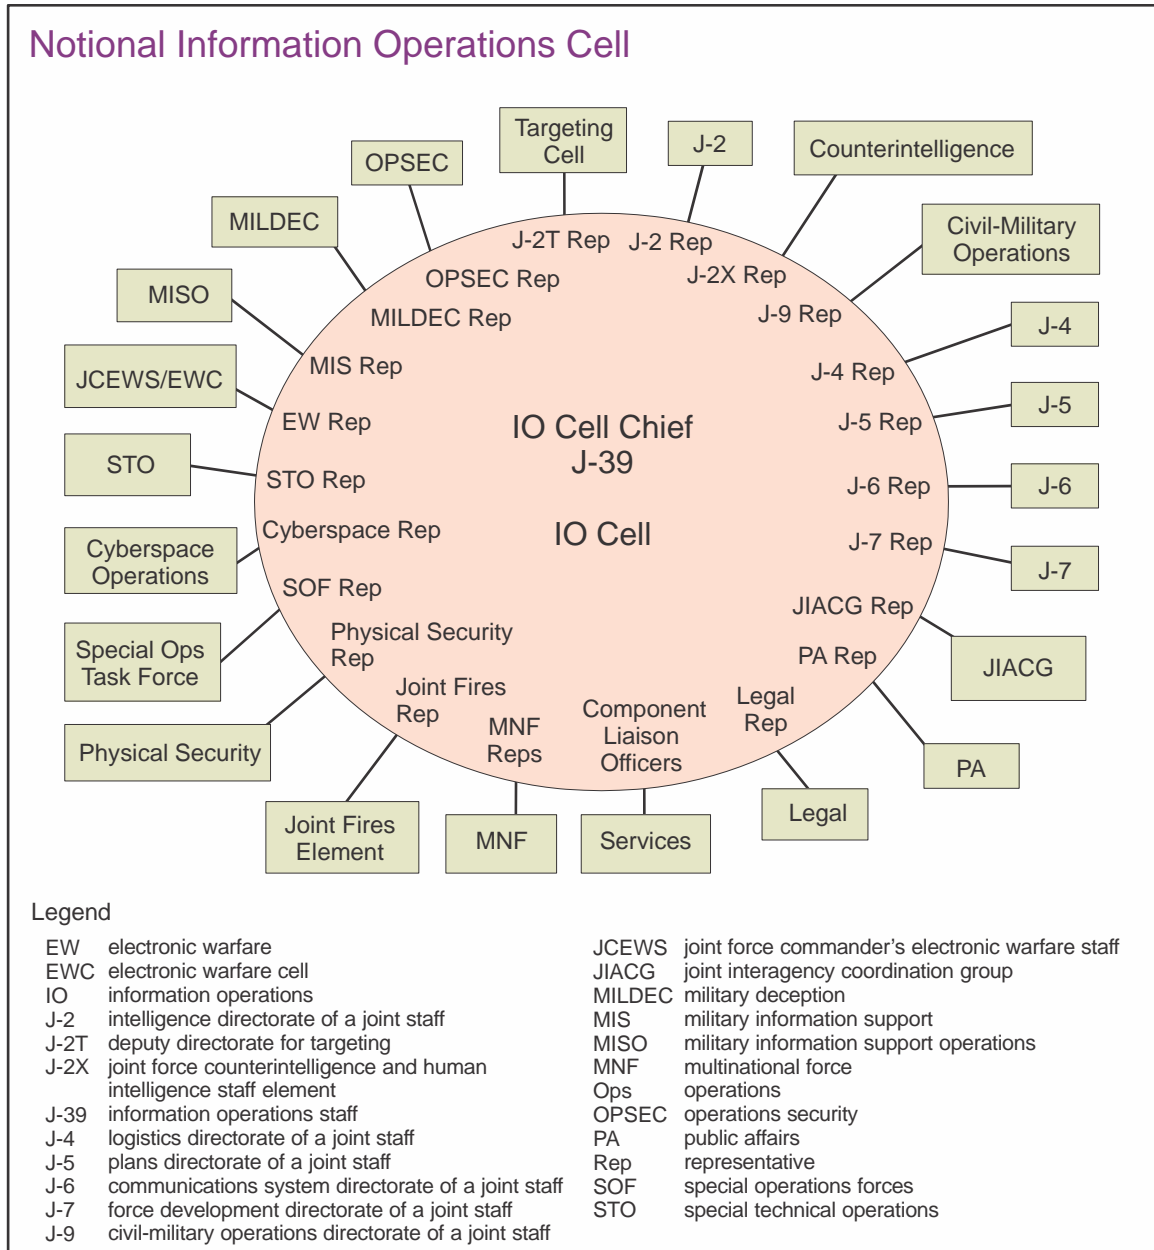 Notional Information Operations Cell
Targeting
Cell
J-2
Counterintelligence
OPSEC
MILDEC
Civil-Military
Operations
MISO
J-4
JCEWS/EWC
J-5
STO
J-6
Cyberspace
Operations
J-7
Special Ops
Task Force
JIACG
Physical Security
PA
Joint Fires
Element
MNF
Services
Legal
J-2T Rep
J-2 Rep
J-2X Rep
OPSEC Rep
J-9 Rep
MILDEC Rep
MIS Rep
J-4 Rep
EW Rep
J-5 Rep
IO Cell Chief
J-39
STO Rep
J-6 Rep
Cyberspace Rep
IO Cell
J-7 Rep
SOF Rep
JIACG Rep
Physical Security
Rep
PA Rep
Joint Fires
Rep
MNF
Reps
Component
Liaison
Officers
Legal
Rep
Legend
EW electronic warfare
EWC electronic warfare cell
IO information operations
J-2 intelligence directorate of a joint staff
J-2T deputy directorate for targeting
J-2X joint force counterintelligence and human
intelligence staff element
J-39 information operations staff
J-4 logistics directorate of a joint staff
J-5 plans directorate of a joint staff
J-6 communications system directorate of a joint staff
J-7 force development directorate of a joint staff
J-9 civil-military operations directorate of a joint staff
JCEWS joint force commander's electronic warfare staff
JIACG joint interagency coordination group
MILDEC military deception
MIS military information support
MISO military information support operations
MNF multinational force
Ops operations
OPSEC operations security
PA public affairs
Rep representative
SOF special operations forces
STO special technical operations